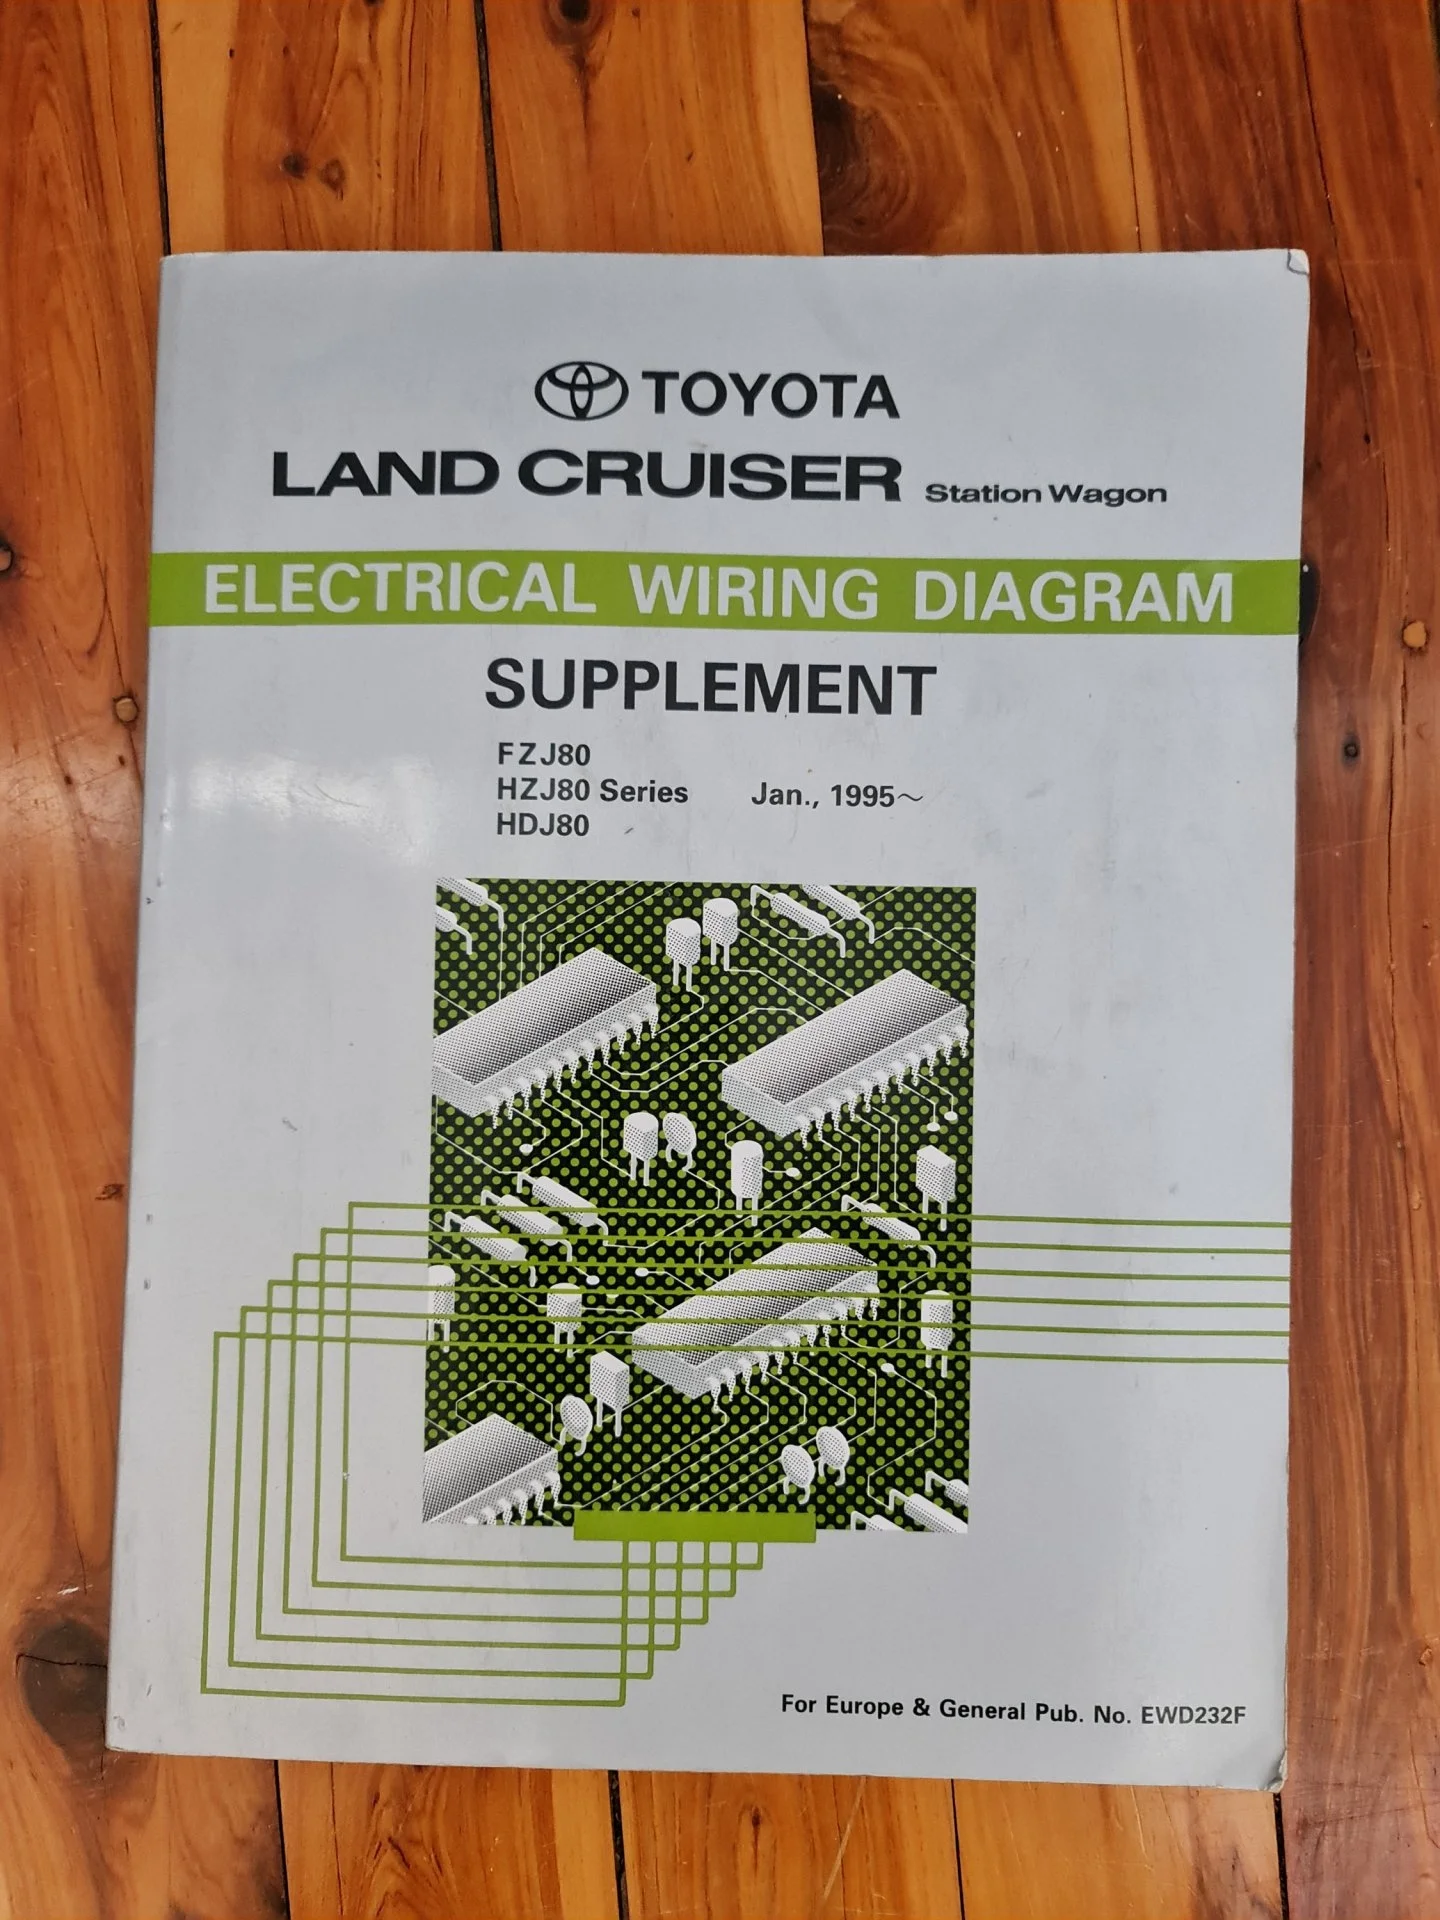 TOYOTA
LAND CRUISER Station Wagon
ELECTRICAL WIRING DIAGRAM
SUPPLEMENT
FZJ80
HZJ80 Series Jan., 1995~
HDJ80
For Europe & General Pub. No. EWD232F